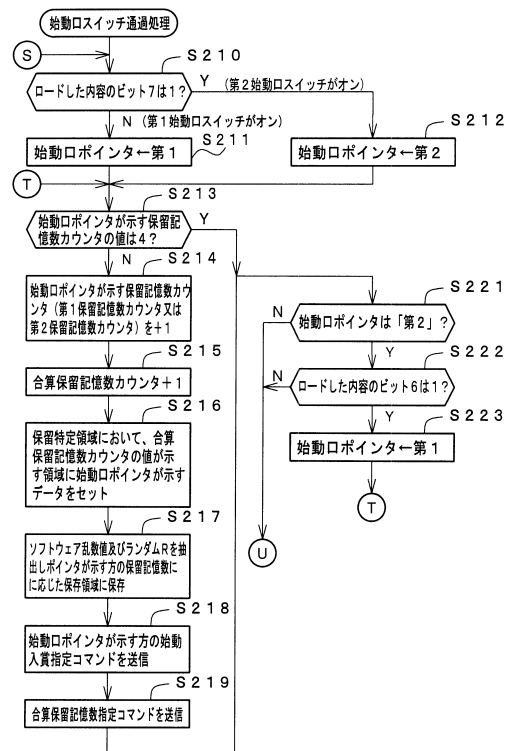 始動口スイッチ通過処理
S
S210
ロードした内容のビット7は1?
Y
(第2始動口スイッチがオン)
N (第1始動口スイッチがオン)
S211
始動口ポインタ←第1
S212
始動口ポインタ←第2
T
S213
始動口ポインタが示す保留記
憶数カウンタの値は4?
Y
N
S214
始動口ポインタが示す保留記憶数カウ
ンタ(第1保留記憶数カウンタ又は
第2保留記憶数カウンタ)を+1
S215
合算保留記憶数カウンタ+1
S216
保留特定領域において、合算
保留記憶数カウンタの値が示
す領域に始動口ポインタが示す
データをセット
S217
ソフトウェア乱数値及びランダムRを抽
出しポインタが示す方の保留記憶数に
に応じた保存領域に保存
S218
始動口ポインタが示す方の始動
入賞指定コマンドを送信
S219
合算保留記憶数指定コマンドを送信
S221
N
始動口ポインタは「第2」?
Y
S222
N
ロードした内容のビット6は1?
Y
S223
始動口ポインタ←第1
T
U